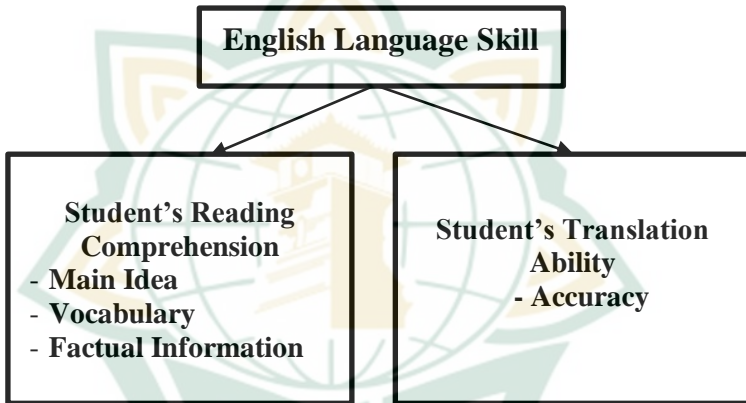 English Language Skill
Student’s Reading
Comprehension
- Main Idea
- Vocabulary
- Factual Information
Student’s Translation
Ability
- Accuracy